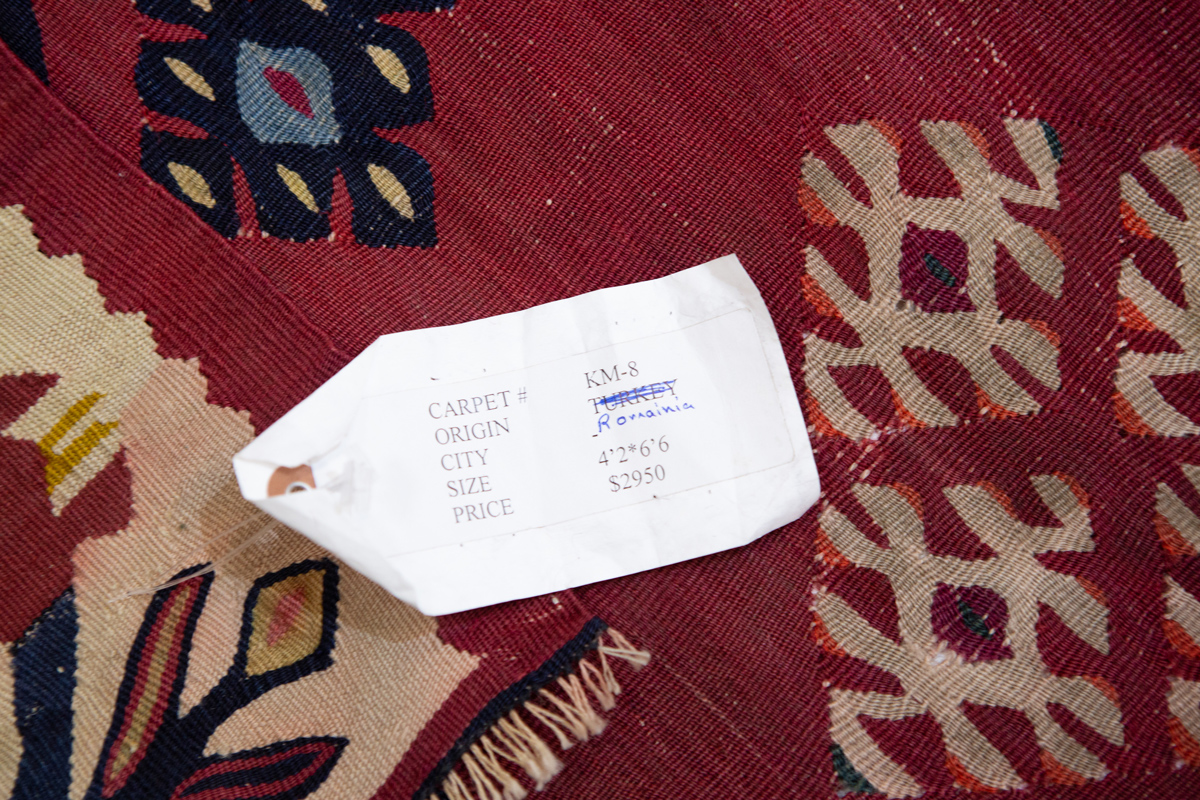 CARPET # KM-8
ORIGIN TURKEY
Romainia
CITY -
SIZE 4'2*6'6
PRICE $2950